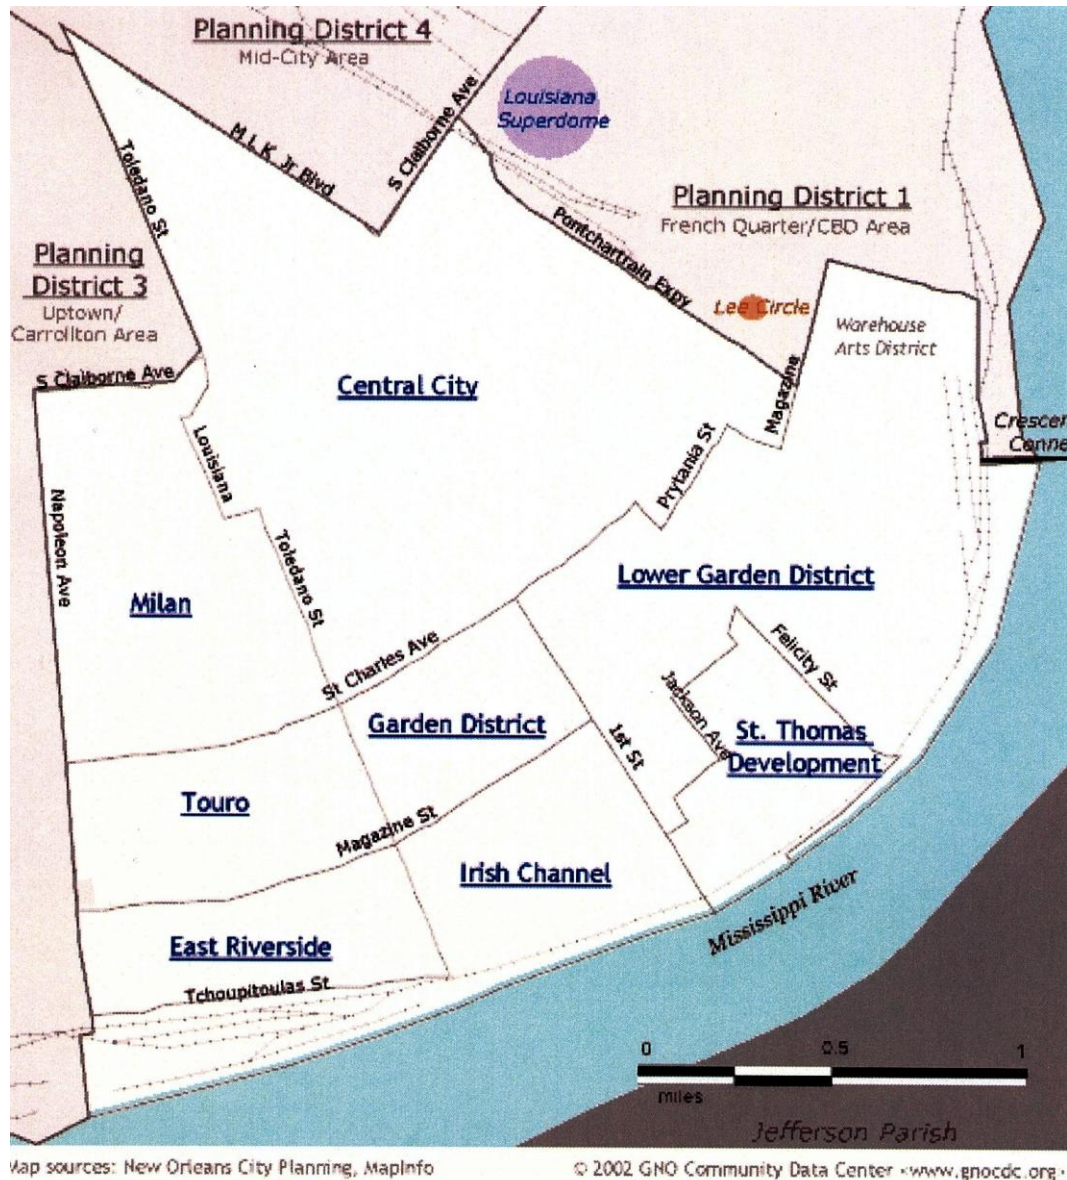 Planning District 4
Mid-City Area
Louisiana
Superdome
S Claiborne Ave
M L K Jr Blvd
Toledano St
Planning District 1
French Quarter/CBD Area
Pontchartrain Expy
Planning
District 3
Uptown/
Carrollton Area
Lee Circle
Warehouse
Arts District
S Claiborne Ave
Central City
Magazine
Crescen
Conne
Louisiana
Prytania St
Napoleon Ave
Toledano St
Milan
Lower Garden District
St Charles Ave
Felicity St
Jackson Ave
Garden District
1st St
St. Thomas
Development
Touro
Magazine St
Irish Channel
Mississippi River
East Riverside
Tchoupitoulas St
0 0.5 1
miles
Jefferson Parish
Map sources: New Orleans City Planning, MapInfo
© 2002 GNO Community Data Center <www.gnocdc.org>